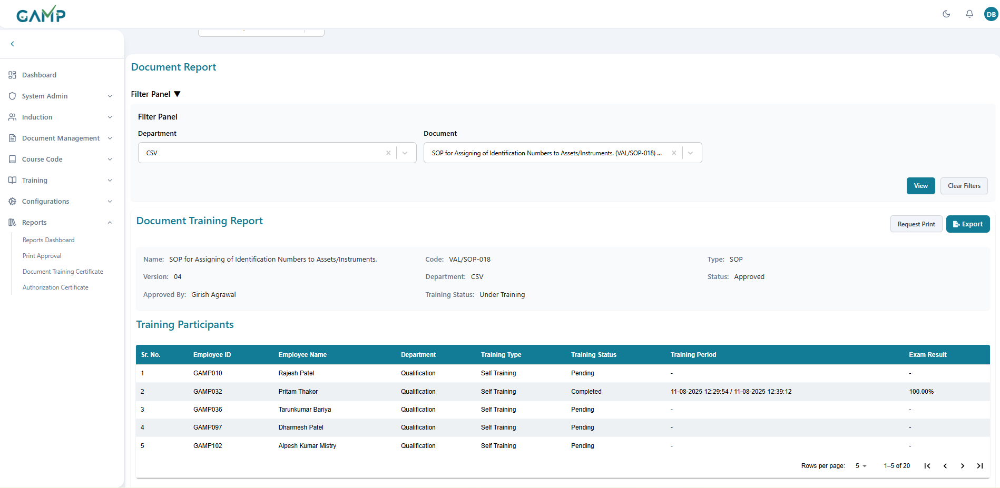 GAMP
DB
Dashboard
System Admin
Induction
Document Management
Course Code
Training
Configurations
Reports
Reports Dashboard
Print Approval
Document Training Certificate
Authorization Certificate
Document Report
Filter Panel ▼
Filter Panel
Department
Document
CSV
SOP for Assigning of Identification Numbers to Assets/Instruments. (VAL/SOP-018) ...
View
Clear Filters
Document Training Report
Request Print
Export
Name: SOP for Assigning of Identification Numbers to Assets/Instruments.
Code: VAL/SOP-018
Type: SOP
Version: 04
Department: CSV
Status: Approved
Approved By: Girish Agrawal
Training Status: Under Training
Training Participants
Sr. No. Employee ID Employee Name Department Training Type Training Status Training Period Exam Result
1 GAMP010 Rajesh Patel Qualification Self Training Pending - -
2 GAMP032 Pritam Thakor Qualification Self Training Completed 11-08-2025 12:29:54 / 11-08-2025 12:39:12 100.00%
3 GAMP036 Tarunkumar Bariya Qualification Self Training Pending - -
4 GAMP097 Dharmesh Patel Qualification Self Training Pending - -
5 GAMP102 Alpesh Kumar Mistry Qualification Self Training Pending - -
Rows per page: 5 1–5 of 20